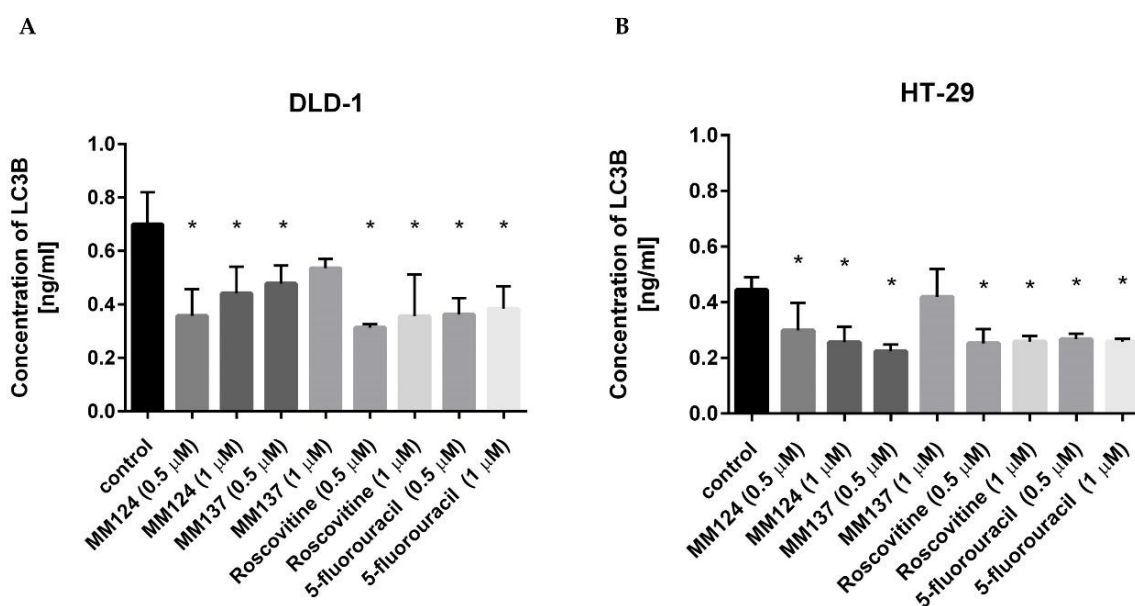 A
DLD-1
Concentration of LC3B
[ng/ml]
1.0
0.8
0.6
0.4
0.2
0.0
* * * * * * *
control
MM124 (0.5 μM)
MM124 (1 μM)
MM137 (0.5 μM)
MM137 (1 μM)
Roscovitine (0.5 μM)
Roscovitine (1 μM)
5-fluorouracil (0.5 μM)
5-fluorouracil (1 μM)
B
HT-29
Concentration of LC3B
[ng/ml]
1.0
0.8
0.6
0.4
0.2
0.0
* * * * * * *
control
MM124 (0.5 μM)
MM124 (1 μM)
MM137 (0.5 μM)
MM137 (1 μM)
Roscovitine (0.5 μM)
Roscovitine (1 μM)
5-fluorouracil (0.5 μM)
5-fluorouracil (1 μM)